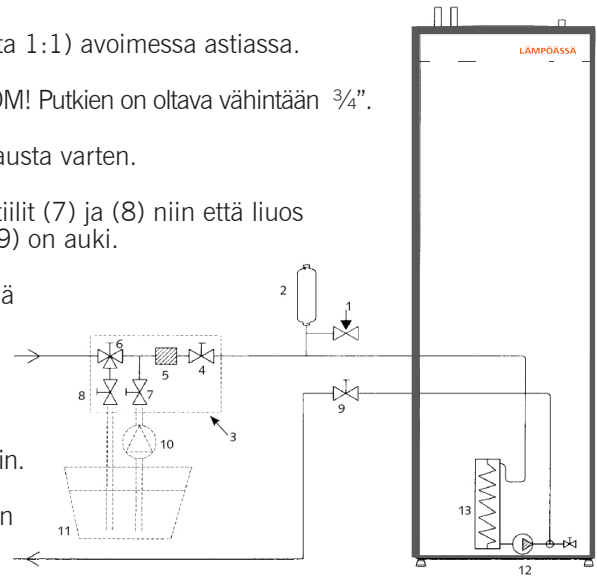 ta 1:1) avoimessa astiassa.
LÄMPÖÄSSÄ
OM! Putkien on oltava vähintään ¾”.
austa varten.
tiilit (7) ja (8) niin että liuos
9) on auki.
ä
2
1
6
5
4
8
7
9
3
10
in.
n
11
13
12